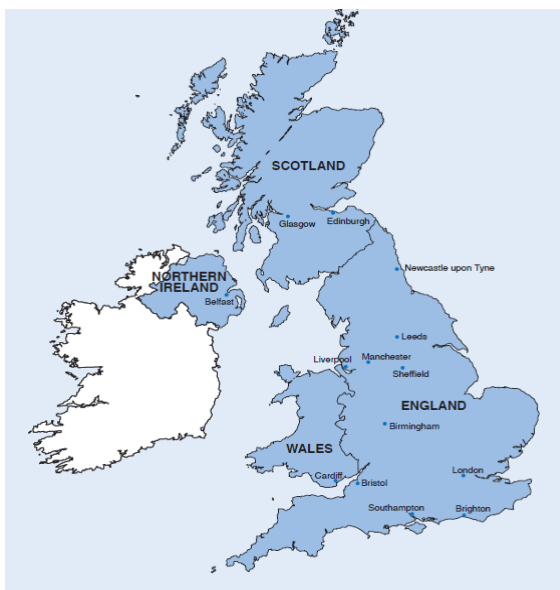 SCOTLAND
Glasgow
Edinburgh
Newcastle upon Tyne
NORTHERN
IRELAND
Belfast
Leeds
Liverpool
Manchester
Sheffield
ENGLAND
Birmingham
WALES
Cardiff
Bristol
London
Southampton
Brighton